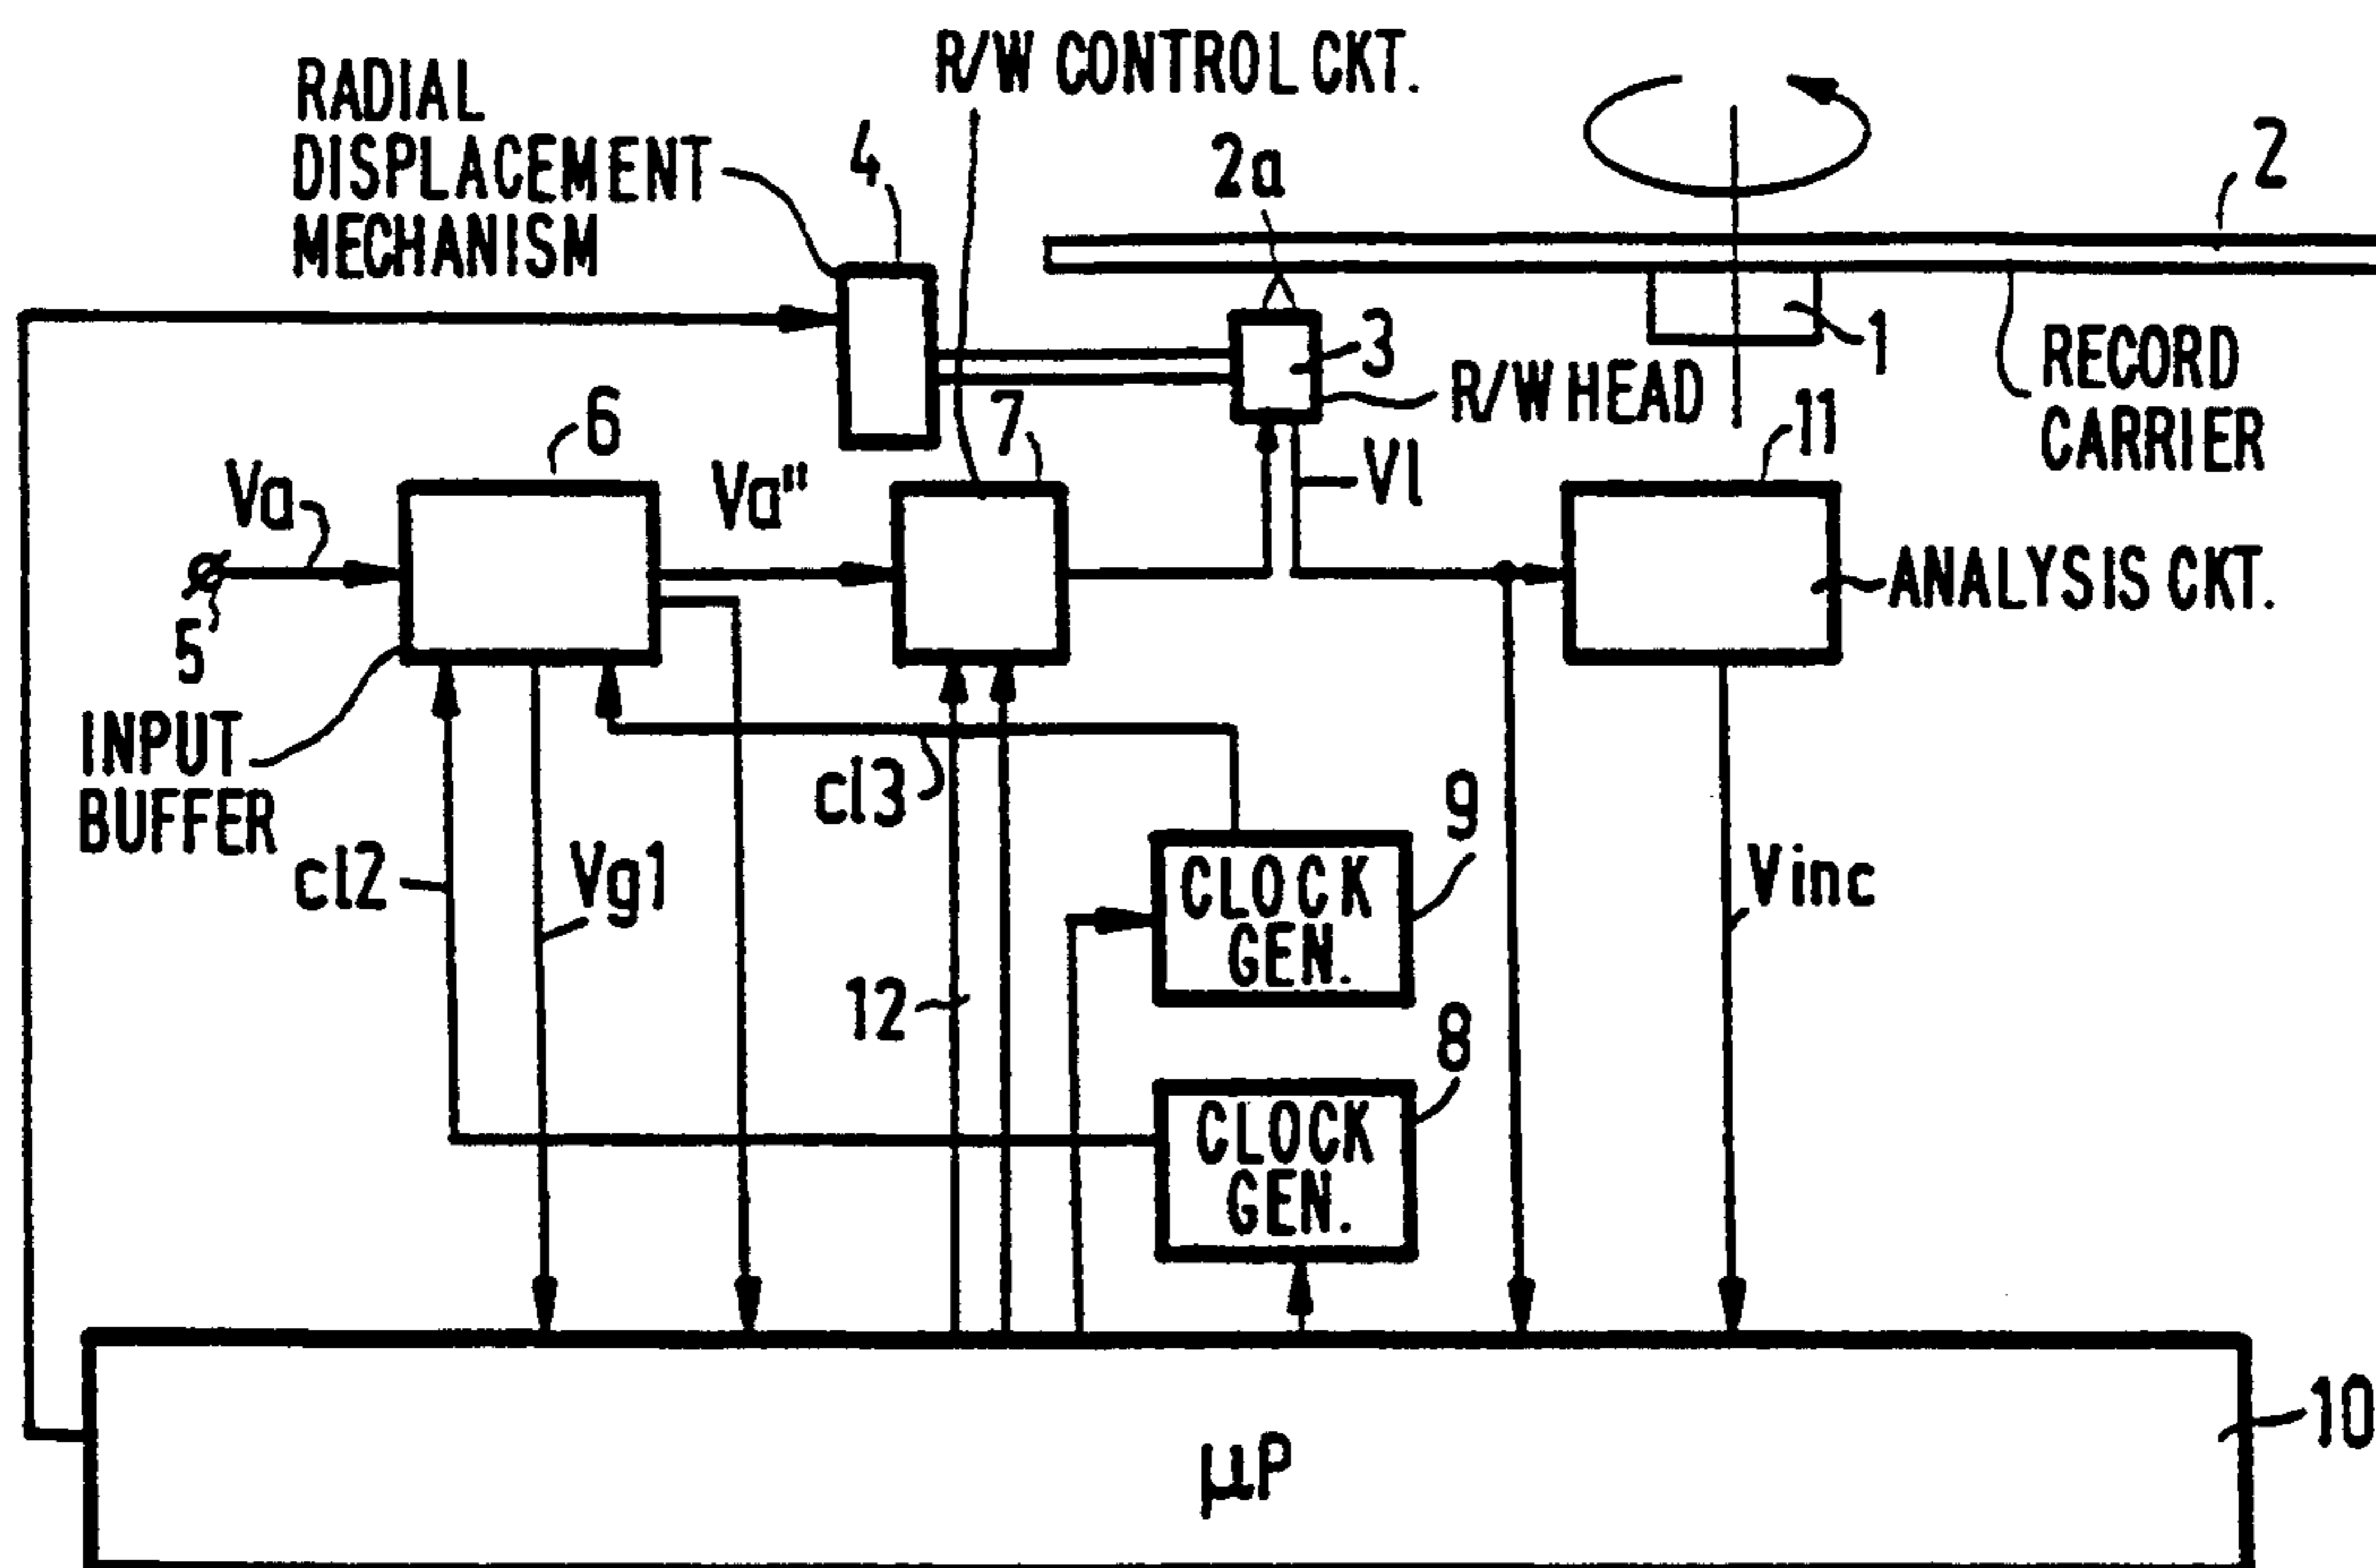 R/W CONTROL CKT.
RADIAL
DISPLACEMENT
MECHANISM
4
2a
2
3
1
R/W HEAD
RECORD
CARRIER
6
7
11
Va
Va"
Vl
5
ANALYSIS CKT.
INPUT
BUFFER
cl3
9
cl2
Vg1
CLOCK
GEN.
Vinc
12
8
CLOCK
GEN.
10
μP